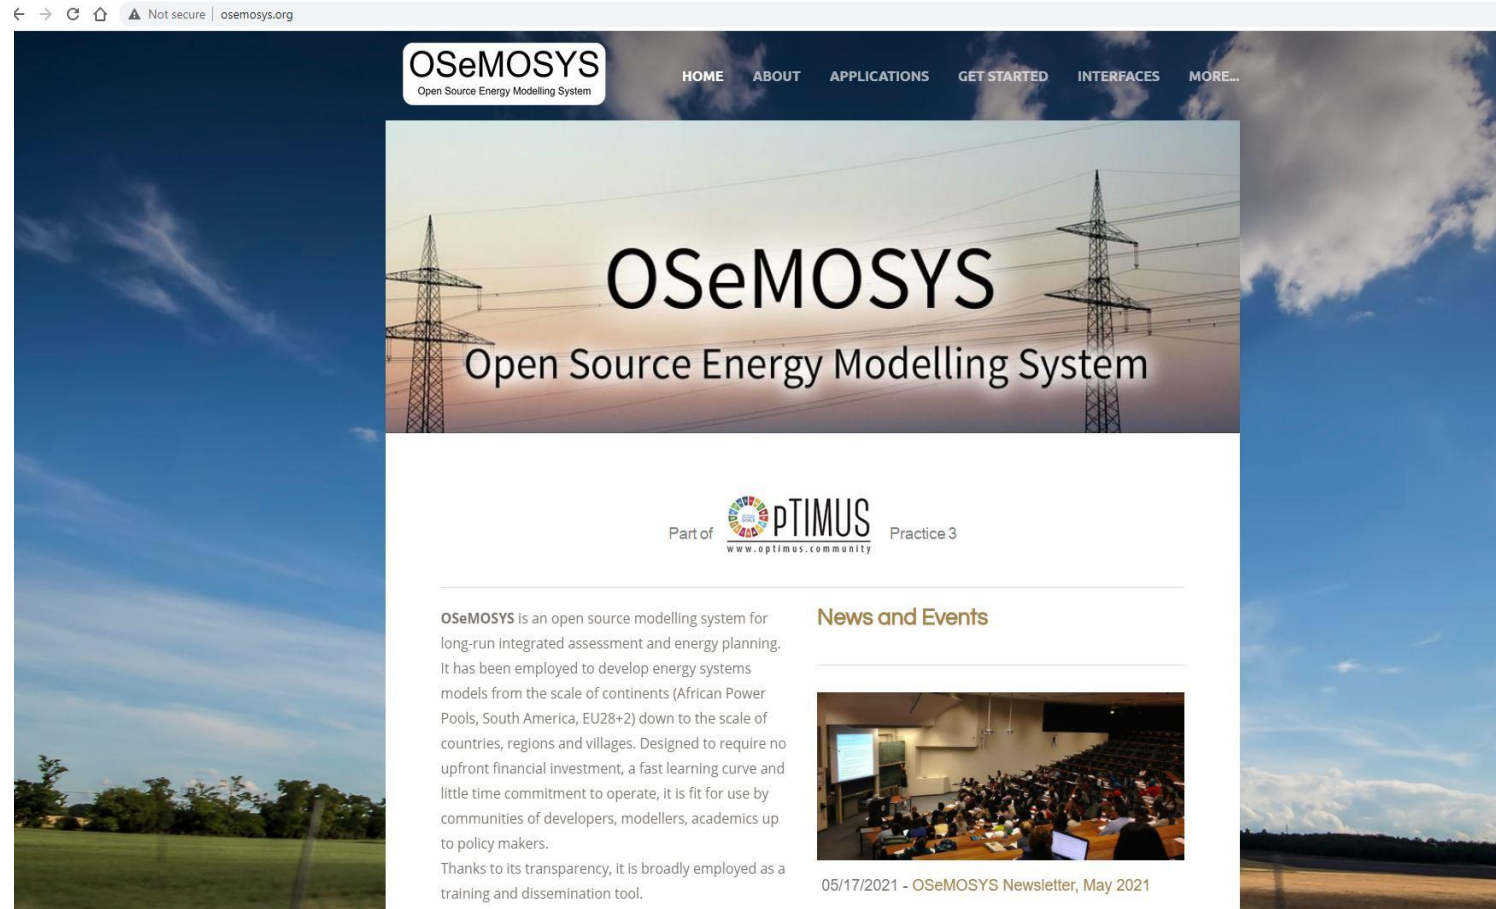 Not secure | osemosys.org
OSeMOSYS
Open Source Energy Modelling System
HOME ABOUT APPLICATIONS GET STARTED INTERFACES MORE...
OSeMOSYS
Open Source Energy Modelling System
Part of OpTIMUS Practice 3
www.optimus.community
OSeMOSYS is an open source modelling system for
long-run integrated assessment and energy planning.
It has been employed to develop energy systems
models from the scale of continents (African Power
Pools, South America, EU28+2) down to the scale of
countries, regions and villages. Designed to require no
upfront financial investment, a fast learning curve and
little time commitment to operate, it is fit for use by
communities of developers, modellers, academics up
to policy makers.
Thanks to its transparency, it is broadly employed as a
training and dissemination tool.
News and Events
05/17/2021 - OSeMOSYS Newsletter, May 2021